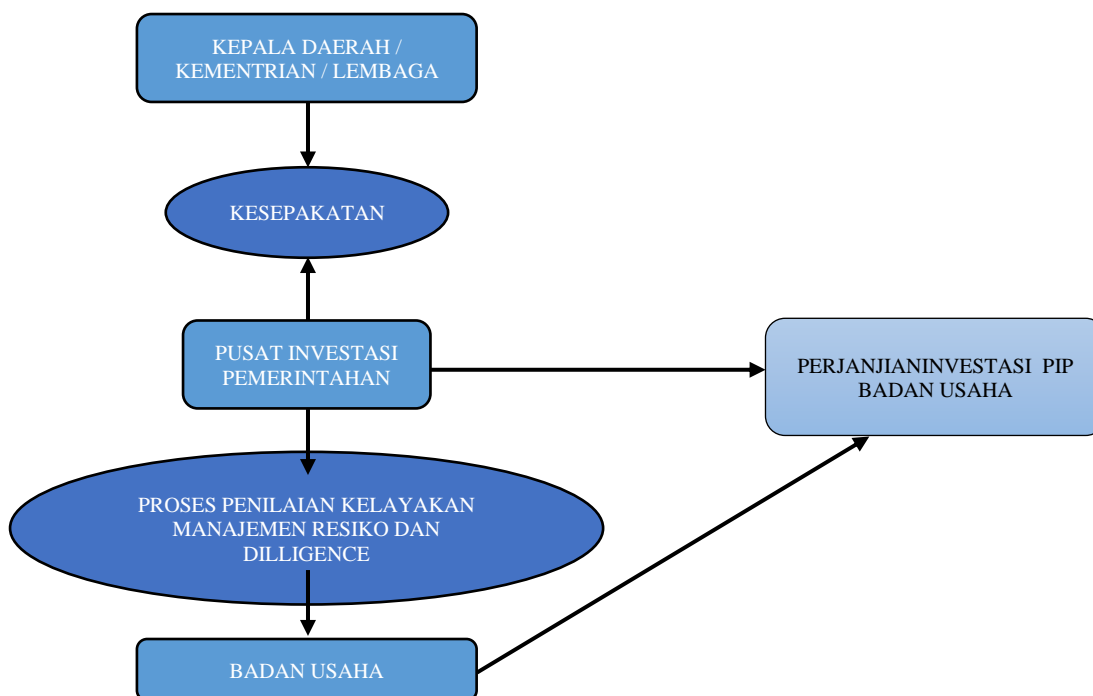 KEPALA DAERAH /
KEMENTRIAN / LEMBAGA
KESEPAKATAN
PUSAT INVESTASI
PEMERINTAHAN
PERJANJIANINVESTASI PIP
BADAN USAHA
PROSES PENILAIAN KELAYAKAN
MANAJEMEN RESIKO DAN
DILLIGENCE
BADAN USAHA